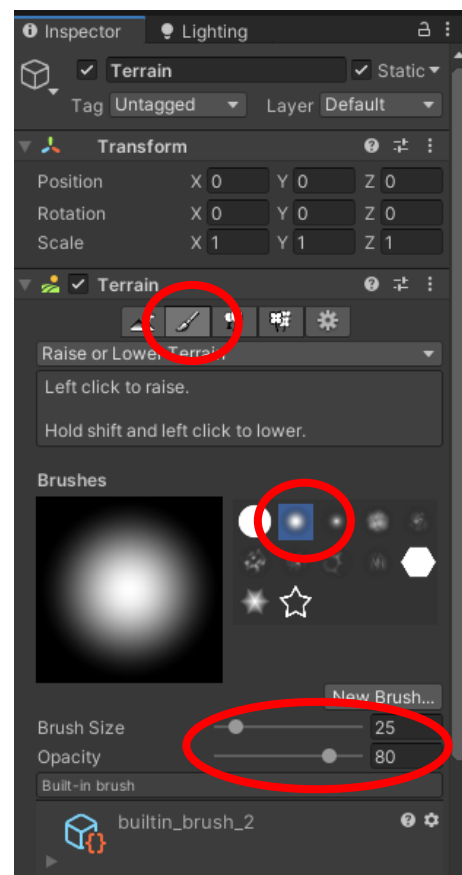 Inspector Lighting
Terrain Static
Tag Untagged Layer Default
Transform
Position X 0 Y 0 Z 0
Rotation X 0 Y 0 Z 0
Scale X 1 Y 1 Z 1
Terrain
Raise or Lower Terrain
Left click to raise.
Hold shift and left click to lower.
Brushes
New Brush...
Brush Size 25
Opacity 80
Built-in brush
builtin_brush_2